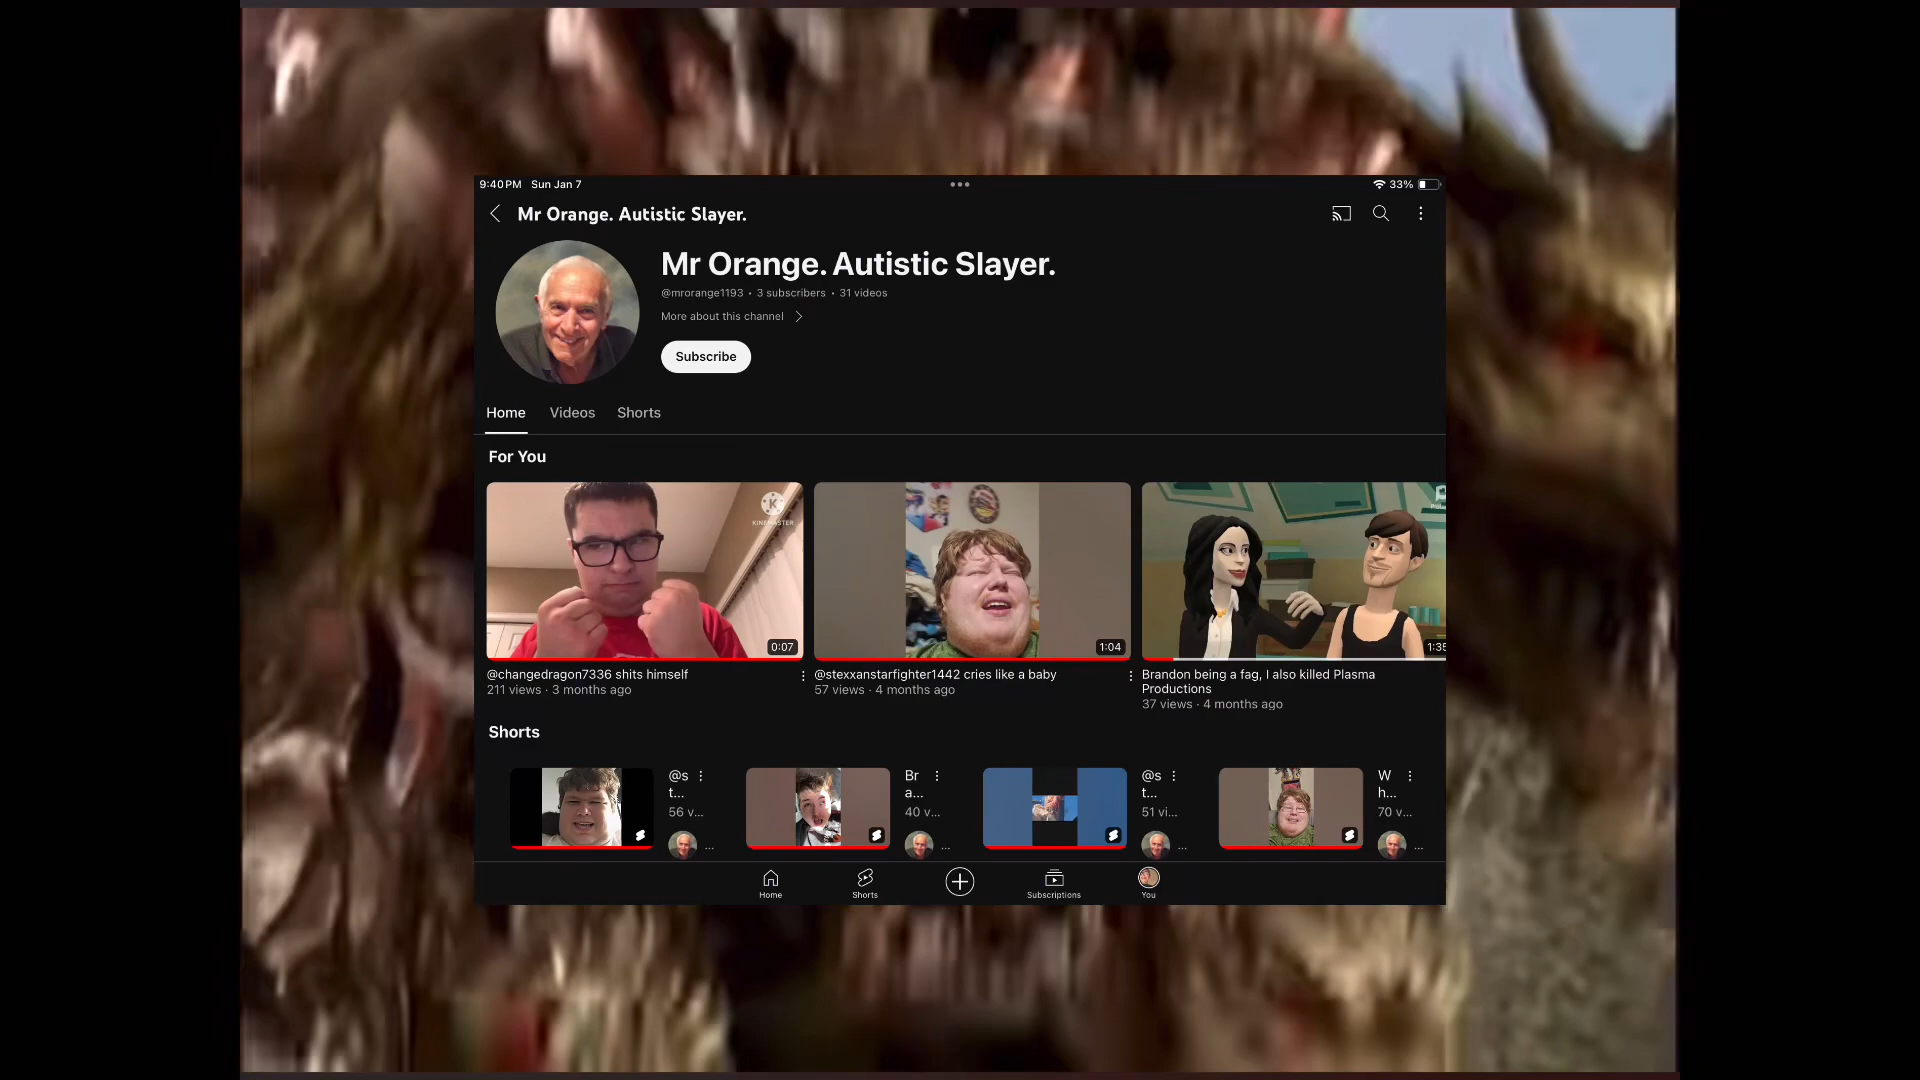 9:40 PM Sun Jan 7
33%
Mr Orange. Autistic Slayer.
Mr Orange. Autistic Slayer.
@mrorange1193 • 3 subscribers • 31 videos
More about this channel
Subscribe
Home Videos Shorts
For You
KINEMASTER
0:07
1:04
1:35
@changedragon7336 shits himself
211 views · 3 months ago
@stexxanstarfighter1442 cries like a baby
57 views · 4 months ago
Brandon being a fag, I also killed Plasma
Productions
37 views · 4 months ago
Shorts
@s
t...
56 v...
...
Br
a...
40 v...
...
@s
t...
51 vi...
...
W
h...
70 v...
...
Home Shorts Subscriptions You